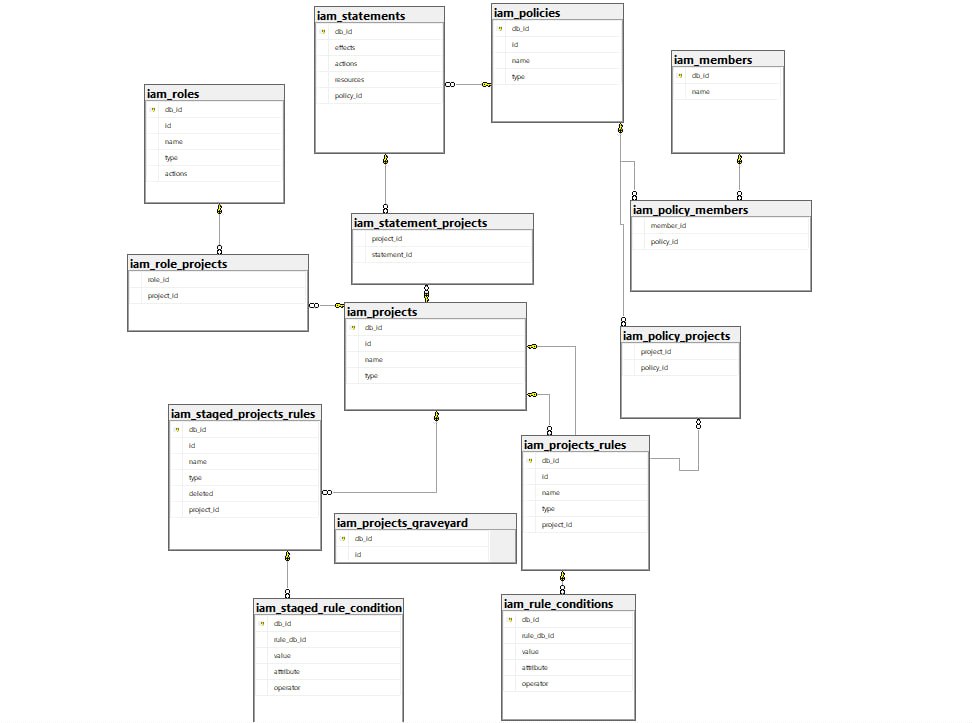 iam_statements
db_id
effects
actions
resources
policy_id
iam_policies
db_id
id
name
type
iam_members
db_id
name
iam_roles
db_id
id
name
type
actions
iam_policy_members
member_id
policy_id
iam_statement_projects
project_id
statement_id
iam_role_projects
role_id
project_id
iam_projects
db_id
id
name
type
iam_policy_projects
project_id
policy_id
iam_staged_projects_rules
db_id
id
name
type
deleted
project_id
iam_projects_rules
db_id
id
name
type
project_id
iam_projects_graveyard
db_id
id
iam_staged_rule_condition
db_id
rule_db_id
value
attribute
operator
iam_rule_conditions
db_id
rule_db_id
value
attribute
operator